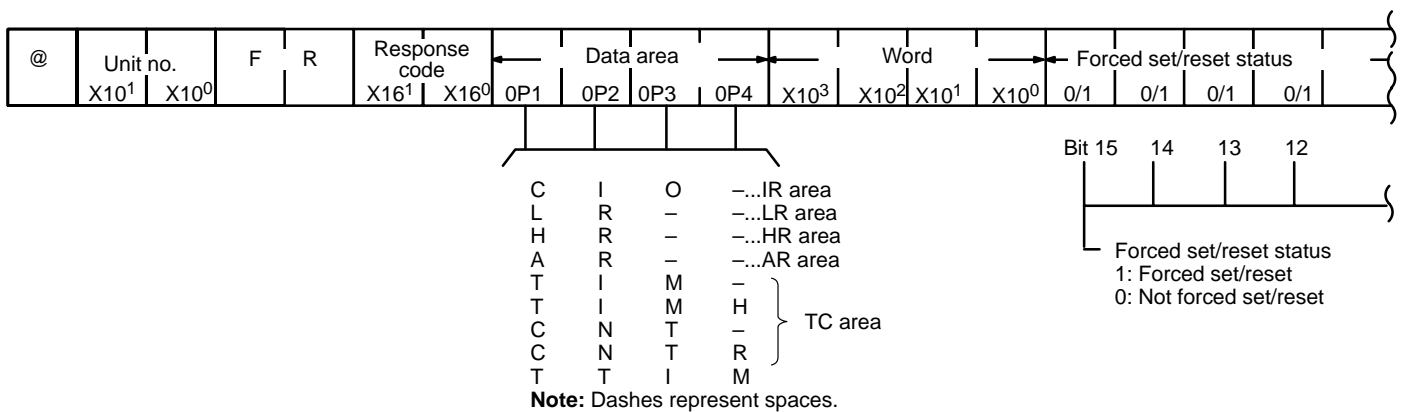 @ Unit no. F R Response code Data area Word Forced set/reset status
X10¹ X10⁰ X16¹ X16⁰ 0P1 0P2 0P3 0P4 X10³ X10² X10¹ X10⁰ 0/1 0/1 0/1 0/1
Bit 15 14 13 12
C I O –...IR area
L R – –...LR area
H R – –...HR area
A R – –...AR area
T I M –
T I M H
C N T –
C N T R
TC area
T T I M
Note: Dashes represent spaces.
Forced set/reset status
1: Forced set/reset
0: Not forced set/reset